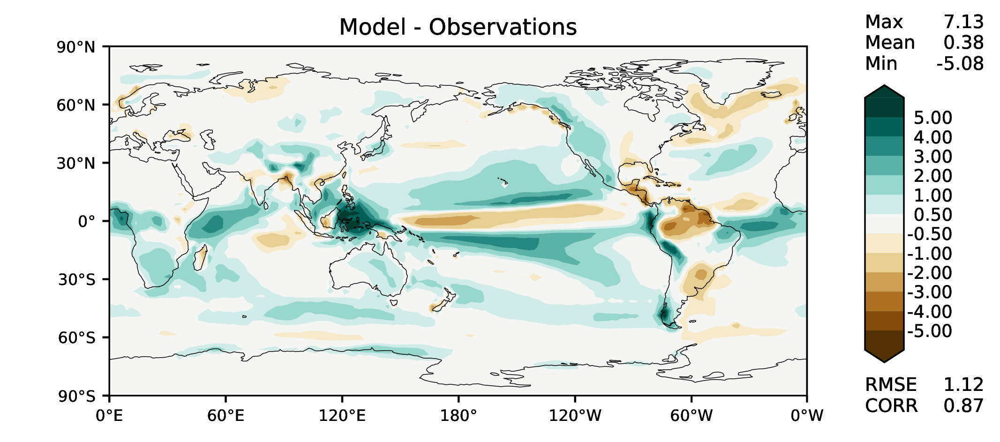 Model - Observations
Max 7.13
Mean 0.38
Min -5.08
90°N
60°N
30°N
0°
30°S
60°S
90°S
0°E 60°E 120°E 180° 120°W 60°W 0°W
5.00
4.00
3.00
2.00
1.00
0.50
-0.50
-1.00
-2.00
-3.00
-4.00
-5.00
RMSE 1.12
CORR 0.87